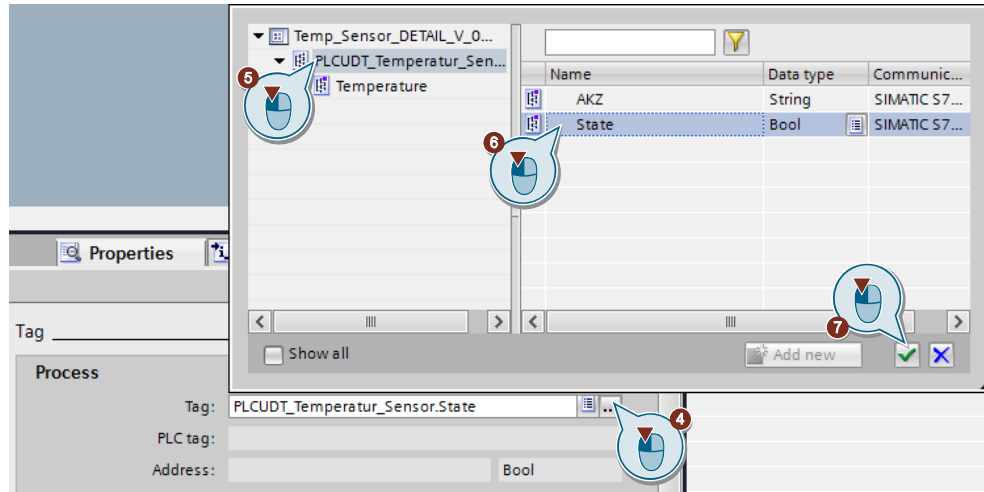 Temp_Sensor_DETAIL_V_0...
PLCUDT_Temperatur_Sen...
Temperature
Name Data type Communic...
AKZ String SIMATIC S7...
State Bool SIMATIC S7...
5
6
7
Show all
Add new
Properties
Tag
Process
Tag: PLCUDT_Temperatur_Sensor.State ...
4
PLC tag:
Address: Bool